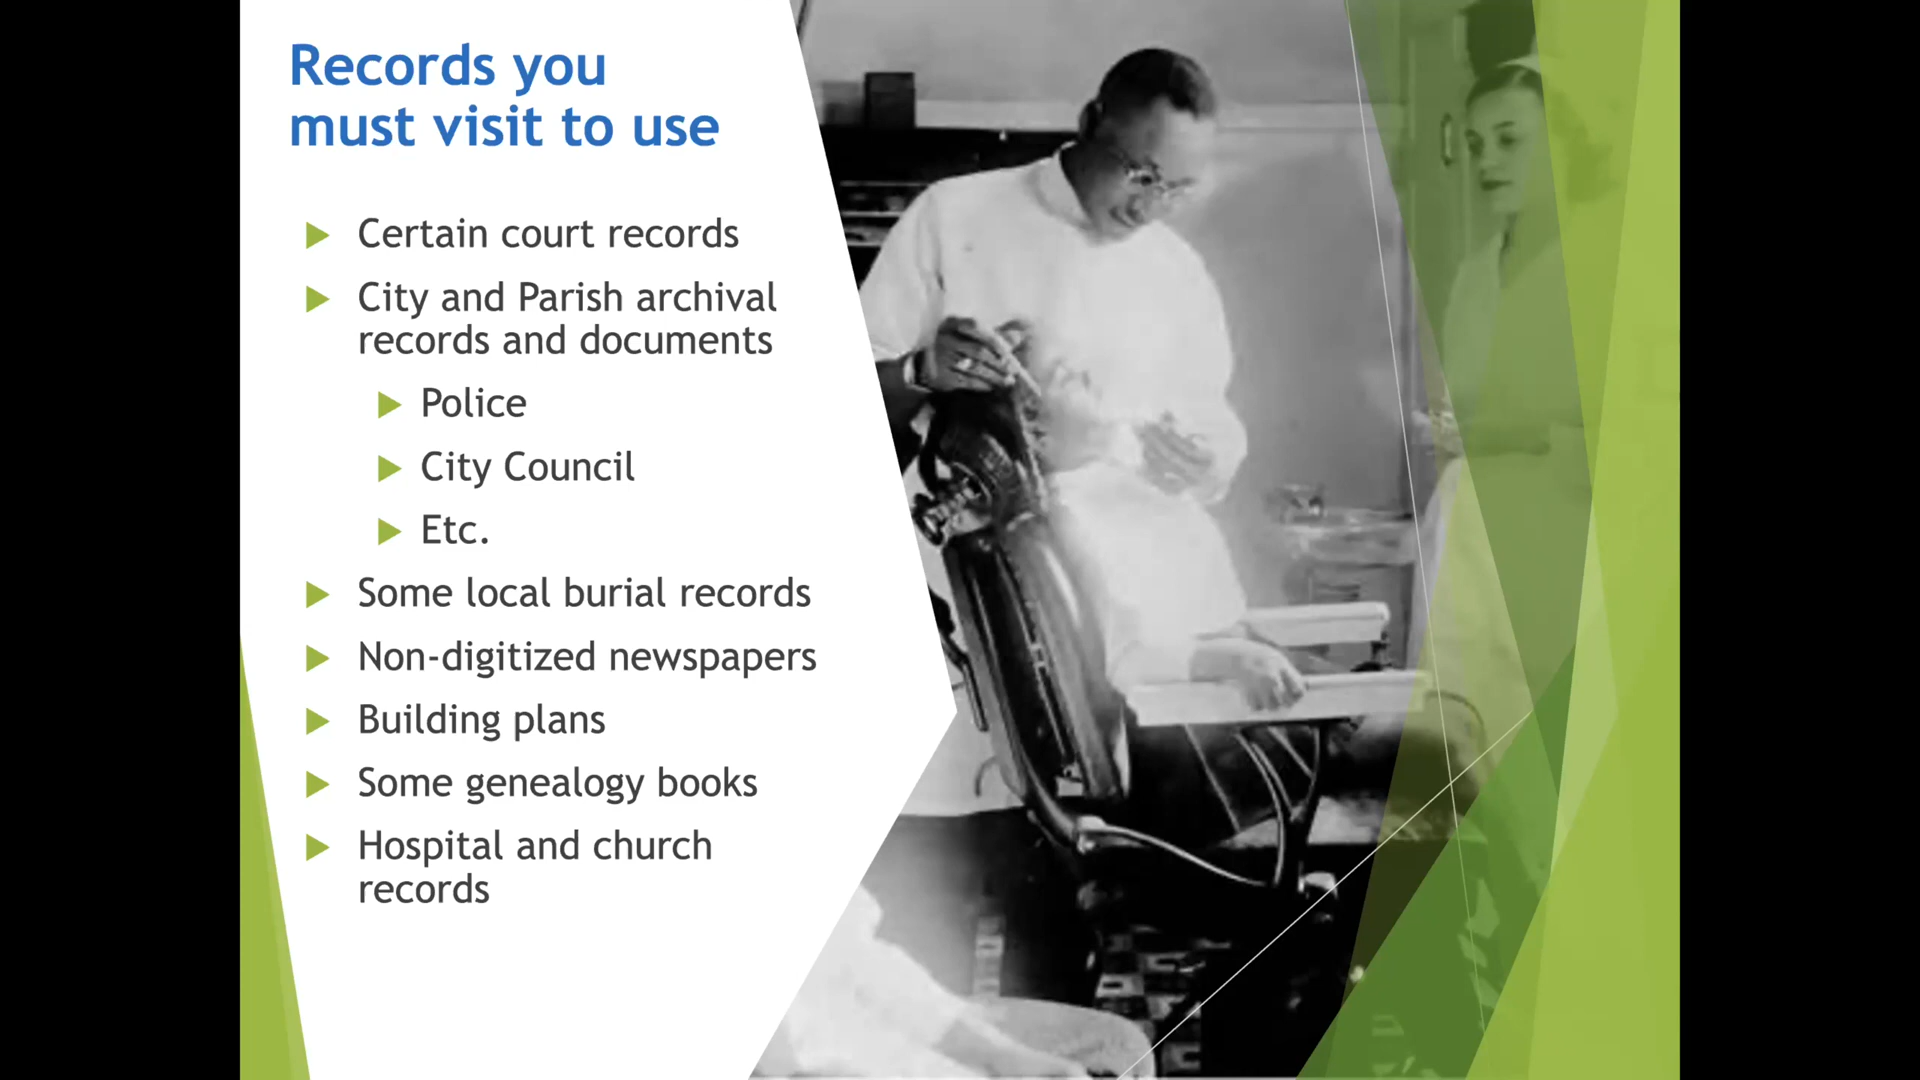 Records you
must visit to use
Certain court records
City and Parish archival
records and documents
Police
City Council
Etc.
Some local burial records
Non-digitized newspapers
Building plans
Some genealogy books
Hospital and church
records